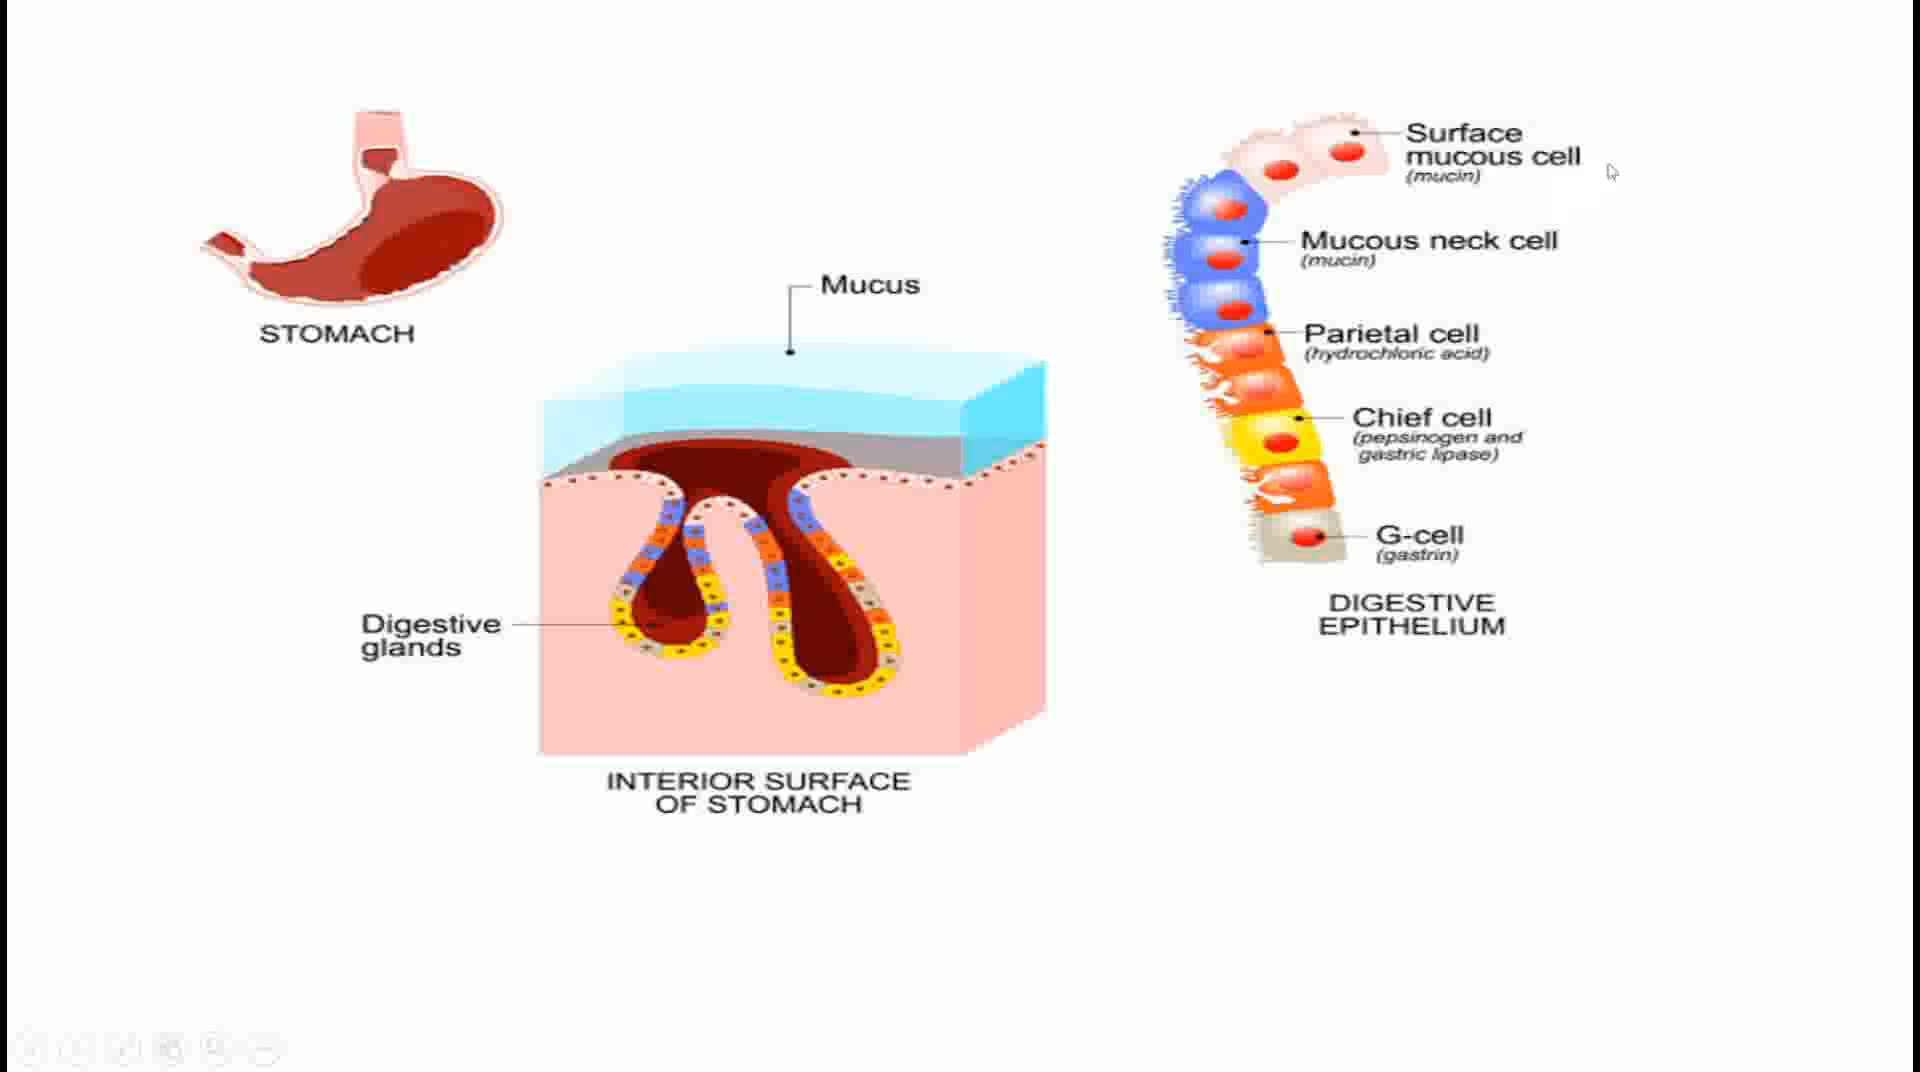 STOMACH
Mucus
Digestive
glands
INTERIOR SURFACE
OF STOMACH
Surface
mucous cell
(mucin)
Mucous neck cell
(mucin)
Parietal cell
(hydrochloric acid)
Chief cell
(pepsinogen and
gastric lipase)
G-cell
(gastrin)
DIGESTIVE
EPITHELIUM